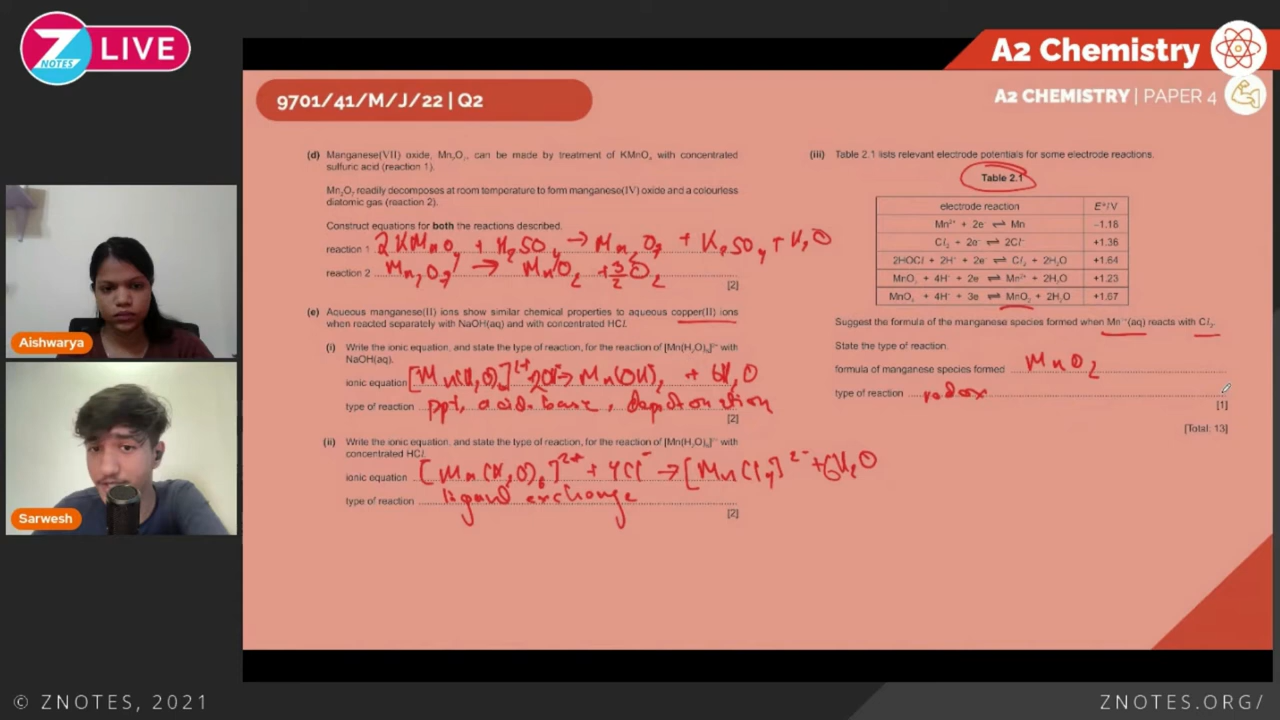 Z NOTES LIVE
A2 Chemistry
9701/41/M/J/22 | Q2
A2 CHEMISTRY | PAPER 4
(d) Manganese(VII) oxide, Mn₂O₇, can be made by treatment of KMnO₄ with concentrated
sulfuric acid (reaction 1).
Mn₂O₇ readily decomposes at room temperature to form manganese(IV) oxide and a colourless
diatomic gas (reaction 2).
Construct equations for both the reactions described.
reaction 1 2KMnO₄ + H₂SO₄ → Mn₂O₇ + K₂SO₄ + H₂O
reaction 2 Mn₂O₇ → MnO₂ + 3/2 O₂
[2]
(e) Aqueous manganese(II) ions show similar chemical properties to aqueous copper(II) ions
when reacted separately with NaOH(aq) and with concentrated HCl.
(i) Write the ionic equation, and state the type of reaction, for the reaction of [Mn(H₂O)₆]²⁺ with
NaOH(aq).
ionic equation [Mn(H₂O)₆]²⁺ 2OH⁻ → Mn(OH)₂ + 6H₂O
type of reaction ppt, acid-base, deprotonation
[2]
(ii) Write the ionic equation, and state the type of reaction, for the reaction of [Mn(H₂O)₆]²⁺ with
concentrated HCl.
ionic equation [Mn(H₂O)₆]²⁺ + 4Cl⁻ → [MnCl₄]²⁻ + 6H₂O
type of reaction ligand exchange
[2]
(iii) Table 2.1 lists relevant electrode potentials for some electrode reactions.
Table 2.1
electrode reaction E°/V
Mn²⁺ + 2e⁻ ⇌ Mn -1.18
Cl₂ + 2e⁻ ⇌ 2Cl⁻ +1.36
2HOCl + 2H⁺ + 2e⁻ ⇌ Cl₂ + 2H₂O +1.64
MnO₂ + 4H⁺ + 2e⁻ ⇌ Mn²⁺ + 2H₂O +1.23
MnO₄⁻ + 4H⁺ + 3e⁻ ⇌ MnO₂ + 2H₂O +1.67
Suggest the formula of the manganese species formed when Mn²⁺(aq) reacts with Cl₂.
State the type of reaction.
formula of manganese species formed MnO₂
type of reaction redox
[1]
[Total: 13]
Aishwarya
Sarwesh
© ZNOTES, 2021
ZNOTES.ORG/